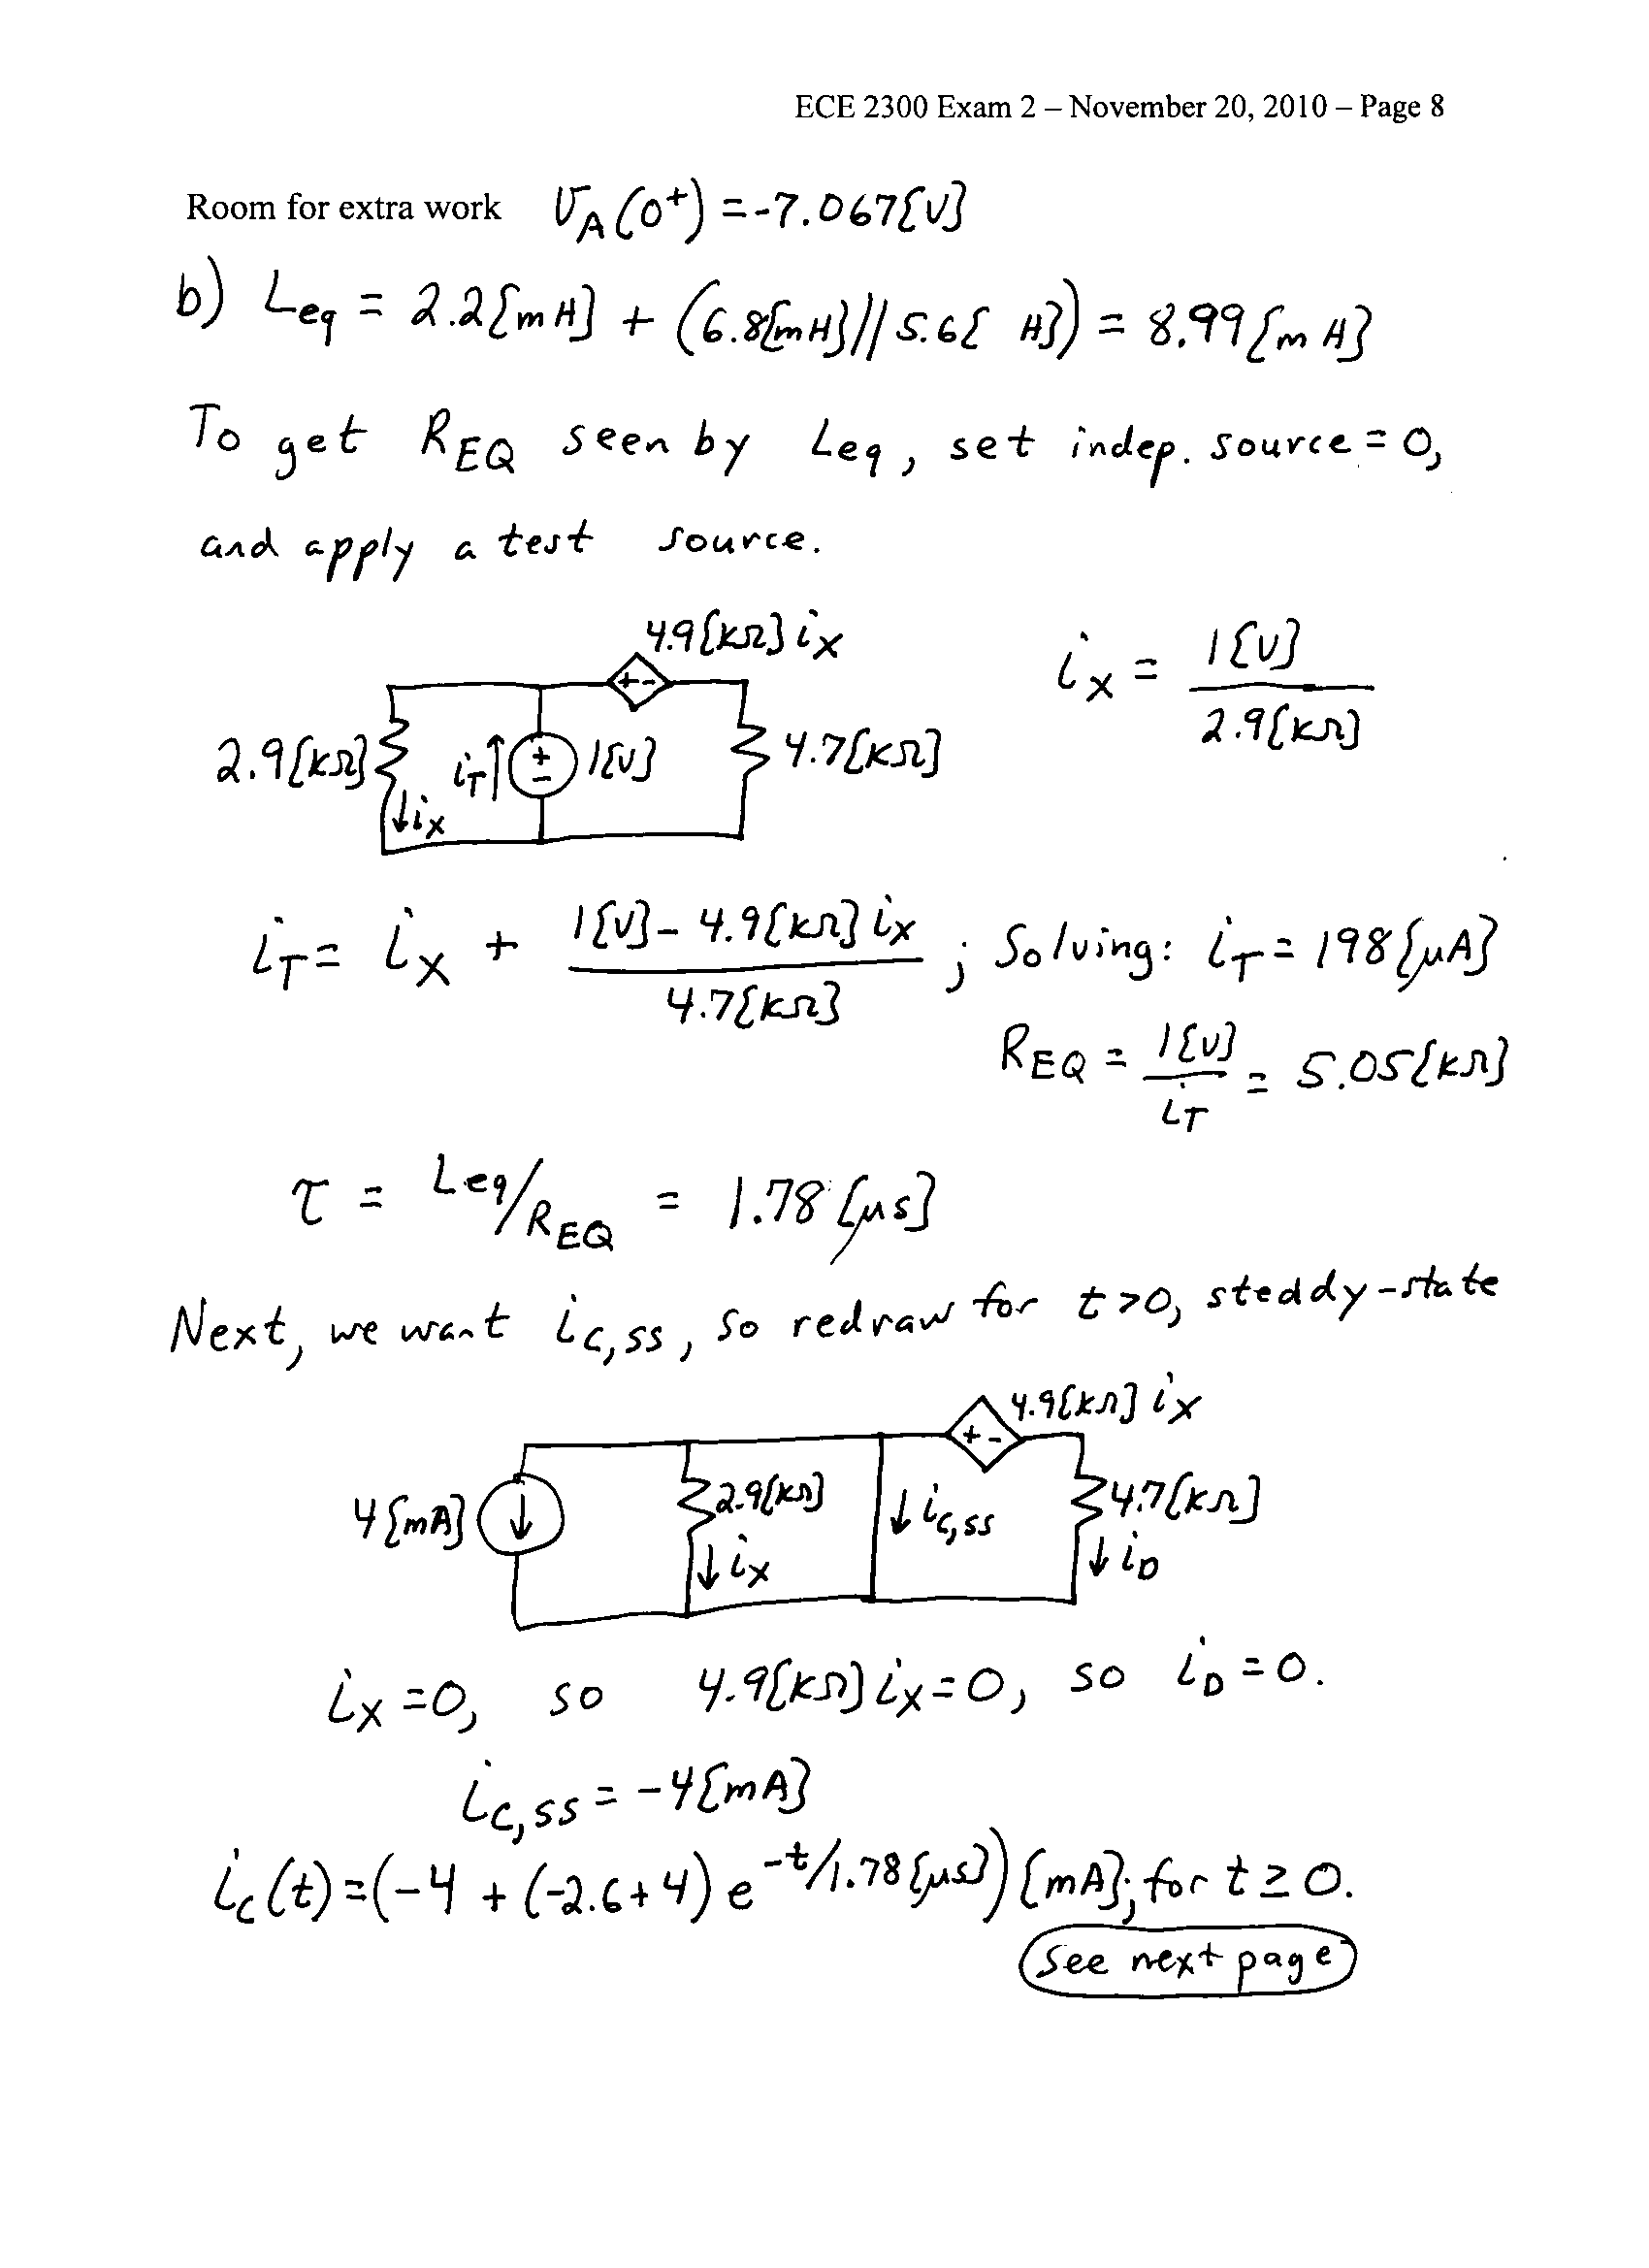 ECE 2300 Exam 2 – November 20, 2010 – Page 8
Room for extra work v_A(0⁺) = -7.067[V]
b) Leq = 2.2[mH] + (6.8[mH]//5.6[ H]) = 8.99[mH]
To get R_EQ seen by Leq, set indep. source = 0,
and apply a test source.
4.9[kΩ] i_X
+ -
i_X = 1[V] / 2.9[kΩ]
2.9[kΩ] i_T + - 1[V] 4.7[kΩ]
i_X
i_T = i_X + (1[V] - 4.9[kΩ] i_X) / 4.7[kΩ] ; Solving: i_T = 198[μA]
R_EQ = 1[V] / i_T = 5.05[kΩ]
τ = Leq/R_EQ = 1.78[μs]
Next, we want i_C,ss, so redraw for t>0, steddy-state
4.9[kΩ] i_X
+ -
4[mA] 2.9[kΩ] i_C,ss 4.7[kΩ]
i_X i_D
i_X = 0, so 4.9[kΩ] i_X = 0, so i_D = 0.
i_C,ss = -4[mA]
i_C(t) = (-4 + (-2.6+4) e^(-t/1.78[μs])) [mA]; for t ≥ 0.
See next page